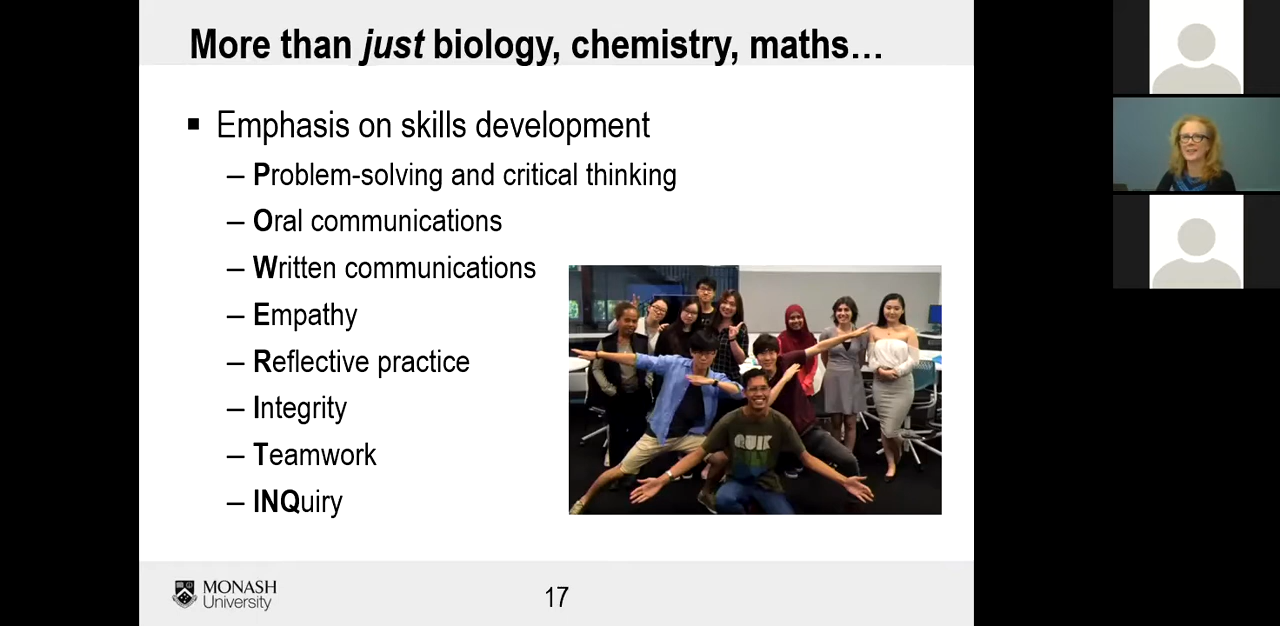 More than just biology, chemistry, maths…
▪ Emphasis on skills development
– Problem-solving and critical thinking
– Oral communications
– Written communications
– Empathy
– Reflective practice
– Integrity
– Teamwork
– INQuiry
QUIK
MONASH
University
17